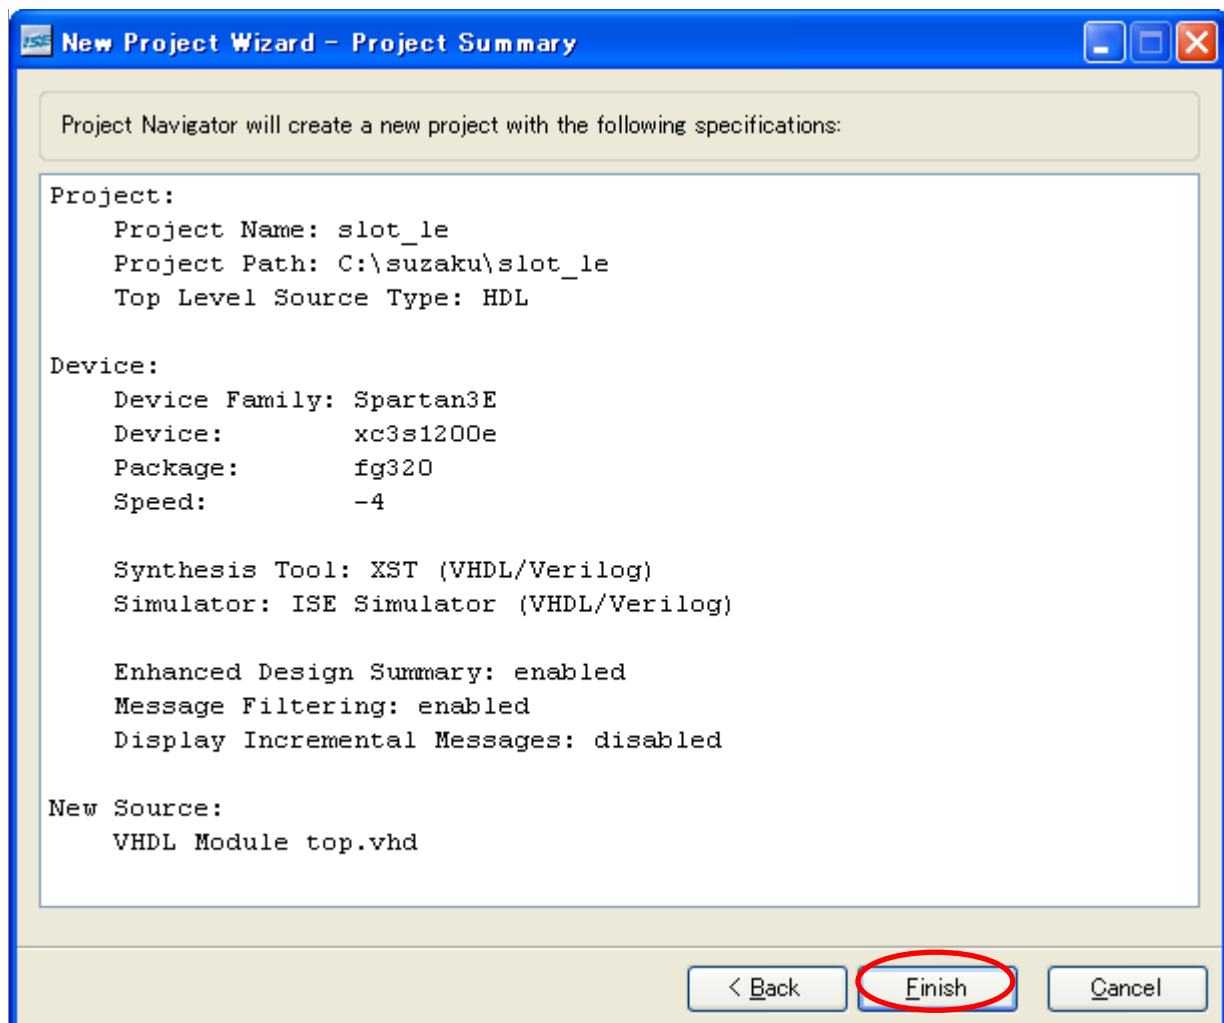 ISE New Project Wizard - Project Summary
Project Navigator will create a new project with the following specifications:
Project:
Project Name: slot_le
Project Path: C:\suzaku\slot_le
Top Level Source Type: HDL
Device:
Device Family: Spartan3E
Device: xc3s1200e
Package: fg320
Speed: -4
Synthesis Tool: XST (VHDL/Verilog)
Simulator: ISE Simulator (VHDL/Verilog)
Enhanced Design Summary: enabled
Message Filtering: enabled
Display Incremental Messages: disabled
New Source:
VHDL Module top.vhd
< Back Finish Cancel